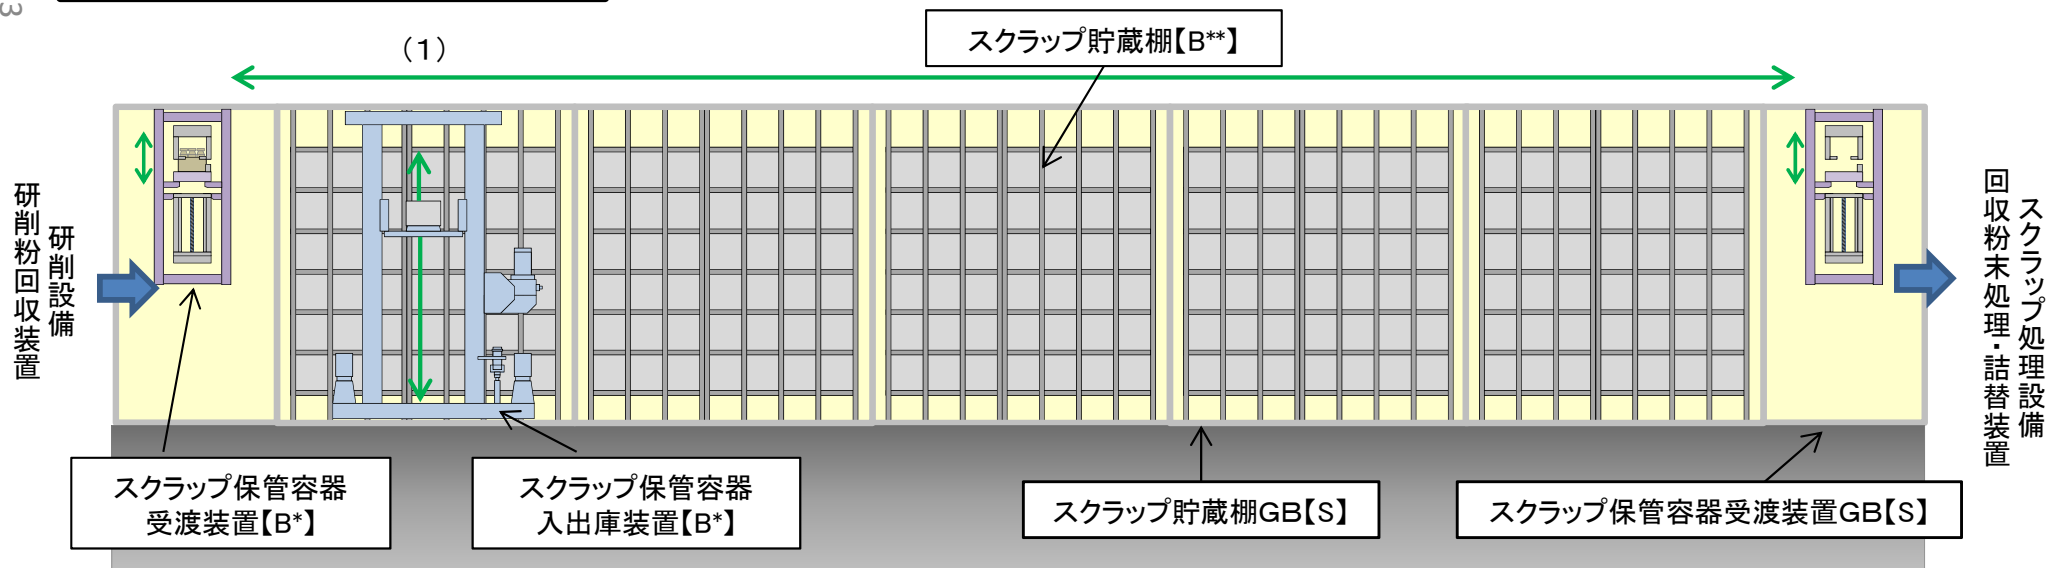 3
（1）
スクラップ貯蔵棚【B**】
研削設備
研削粉回収装置
スクラップ処理設備
回収粉末処理・詰替装置
スクラップ保管容器
受渡装置【B*】
スクラップ保管容器
入出庫装置【B*】
スクラップ貯蔵棚GB【S】
スクラップ保管容器受渡装置GB【S】